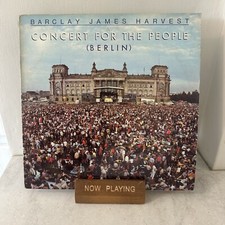 BARCLAY JAMES HARVEST
CONCERT FOR THE PEOPLE
(BERLIN)
NOW PLAYING